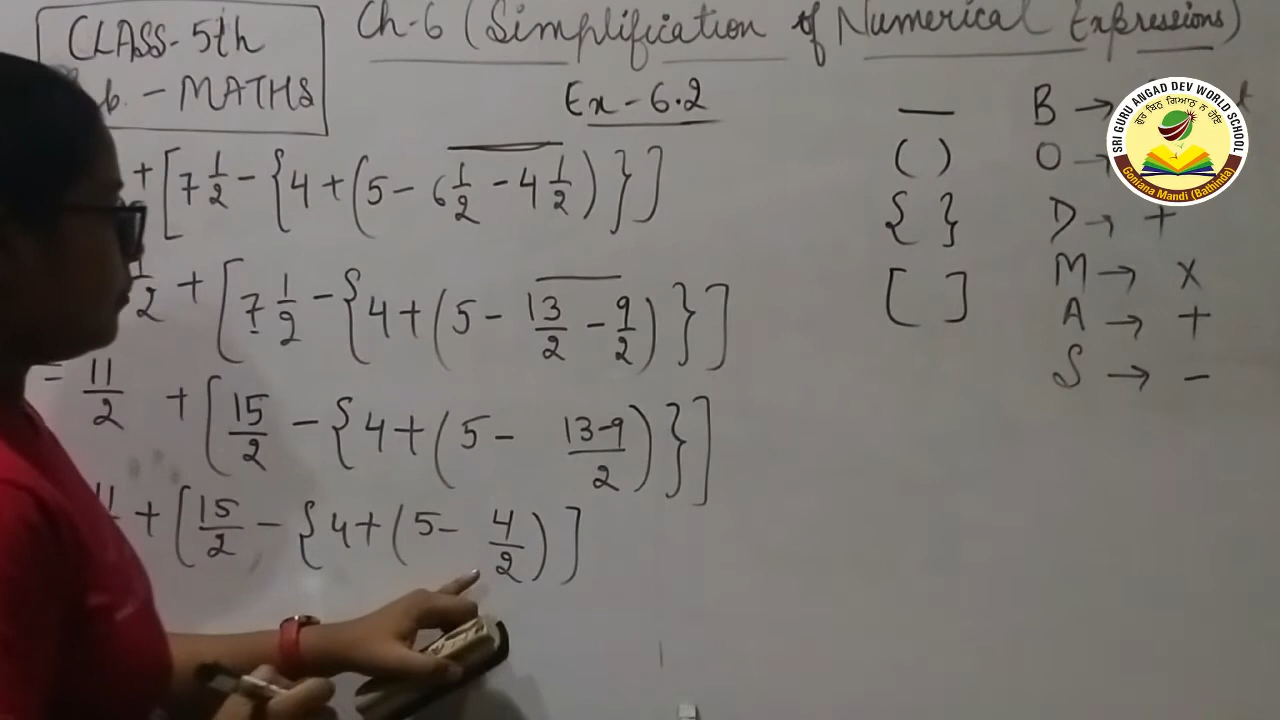 Ch-6 (Simplification of Numerical Expressions)
CLASS-5th
b. - MATHS
Ex-6.2
+ [7 1/2 - {4 + (5 - 6 1/2 - 4 1/2)}]
1/2 + [7 1/2 - {4 + (5 - 13/2 - 9/2)}]
= 11/2 + [15/2 - {4 + (5 - 13-9/2)}]
11 + [15/2 - {4 + (5 - 4/2)]
—
( )
{ }
[ ]
B →
O →
D → +
M → ×
A → +
S → -
SRI GURU ANGAD DEV WORLD SCHOOL
Goniana Mandi (Bathinda)